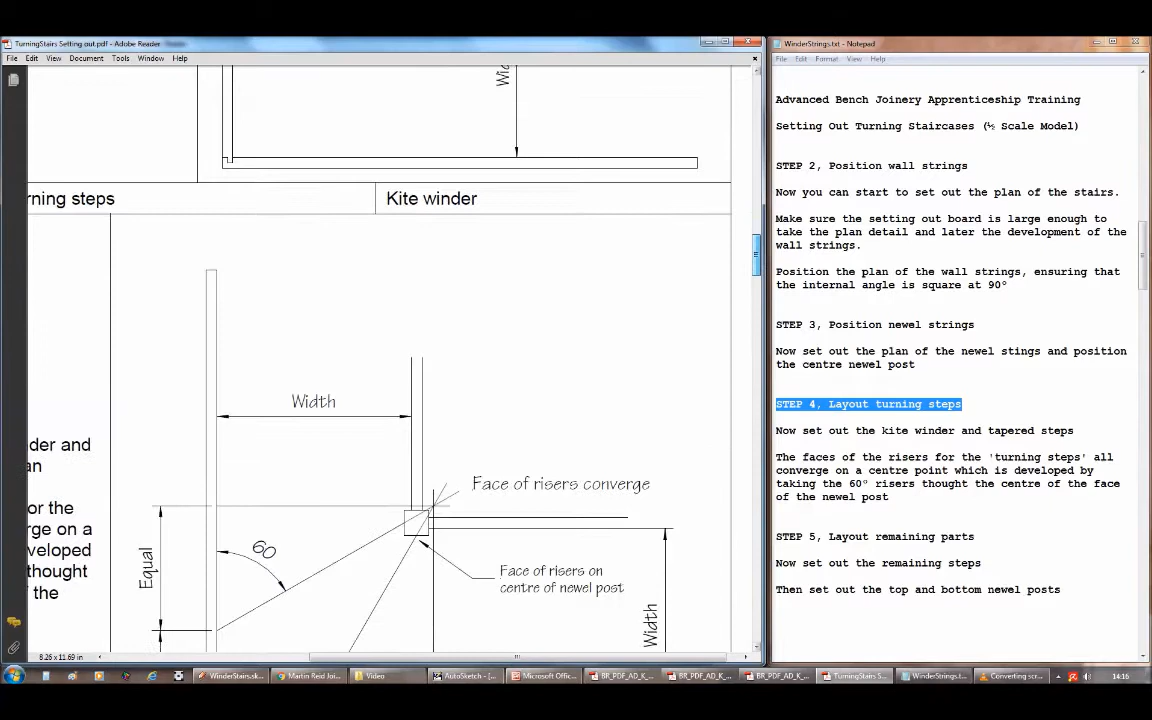 TurningStairs Setting out.pdf - Adobe Reader
File Edit View Document Tools Window Help
rning steps
Kite winder
Width
Face of risers converge
60
Equal
Face of risers on
centre of newel post
Width
der and
an
or the
rge on a
veloped
thought
f the
8.26 x 11.69 in
WinderStrings.txt - Notepad
File Edit Format View Help
Advanced Bench Joinery Apprenticeship Training
Setting Out Turning Staircases (½ Scale Model)
STEP 2, Position wall strings
Now you can start to set out the plan of the stairs.
Make sure the setting out board is large enough to
take the plan detail and later the development of the
wall strings.
Position the plan of the wall strings, ensuring that
the internal angle is square at 90°
STEP 3, Position newel strings
Now set out the plan of the newel stings and position
the centre newel post
STEP 4, Layout turning steps
Now set out the kite winder and tapered steps
The faces of the risers for the 'turning steps' all
converge on a centre point which is developed by
taking the 60° risers thought the centre of the face
of the newel post
STEP 5, Layout remaining parts
Now set out the remaining steps
Then set out the top and bottom newel posts
WinderStairs.sk...
Martin Reid Joi...
Video
AutoSketch - [...
Microsoft Offic...
BR_PDF_AD_K_...
BR_PDF_AD_K_...
BR_PDF_AD_K_...
TurningStairs S...
WinderStrings.t...
Converting scr...
14:16